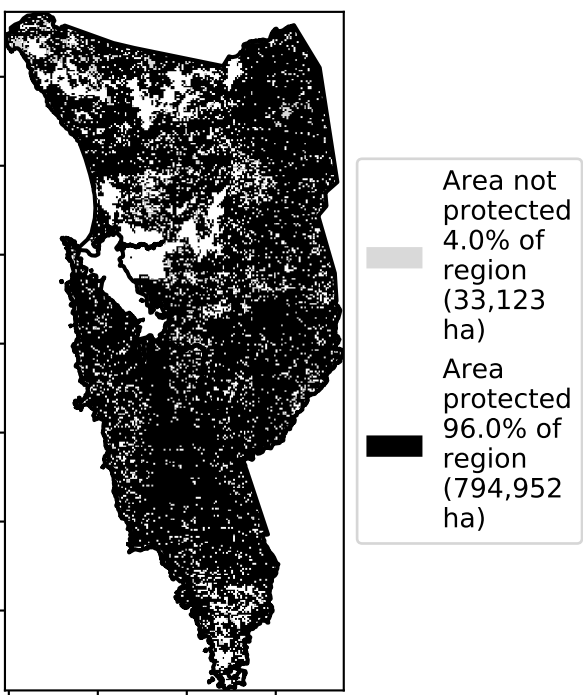 Area not
protected
4.0% of
region
(33,123
ha)
Area
protected
96.0% of
region
(794,952
ha)